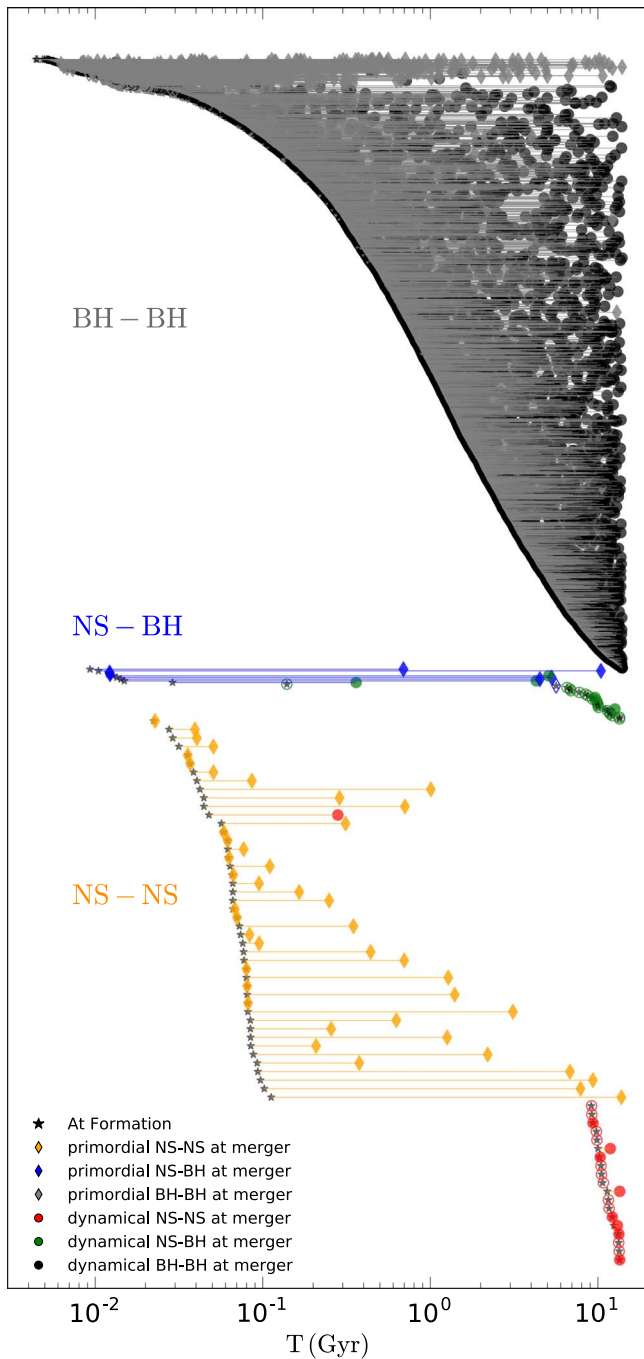 BH − BH
NS − BH
NS − NS
At Formation
primordial NS-NS at merger
primordial NS-BH at merger
primordial BH-BH at merger
dynamical NS-NS at merger
dynamical NS-BH at merger
dynamical BH-BH at merger
10⁻² 10⁻¹ 10⁰ 10¹
T (Gyr)